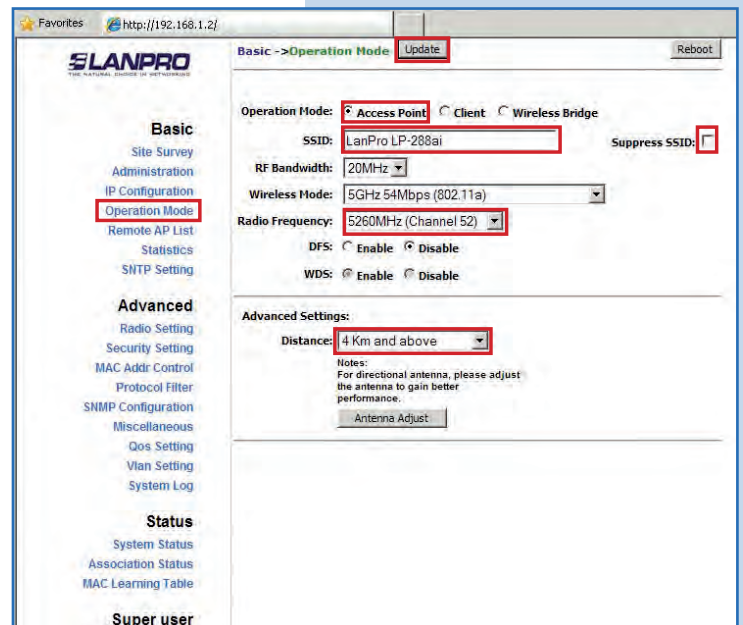 Favorites http://192.168.1.2/
LANPRO
THE NATURAL CHOICE IN NETWORKING
Basic ->Operation Mode Update Reboot
Basic
Site Survey
Administration
IP Configuration
Operation Mode
Remote AP List
Statistics
SNTP Setting
Advanced
Radio Setting
Security Setting
MAC Addr Control
Protocol Filter
SNMP Configuration
Miscellaneous
Qos Setting
Vlan Setting
System Log
Status
System Status
Association Status
MAC Learning Table
Super user
Operation Mode: Access Point Client Wireless Bridge
SSID: LanPro LP-288ai Suppress SSID:
RF Bandwidth: 20MHz
Wireless Mode: 5GHz 54Mbps (802.11a)
Radio Frequency: 5260MHz (Channel 52)
DFS: Enable Disable
WDS: Enable Disable
Advanced Settings:
Distance: 4 Km and above
Notes:
For directional antenna, please adjust
the antenna to gain better
performance.
Antenna Adjust